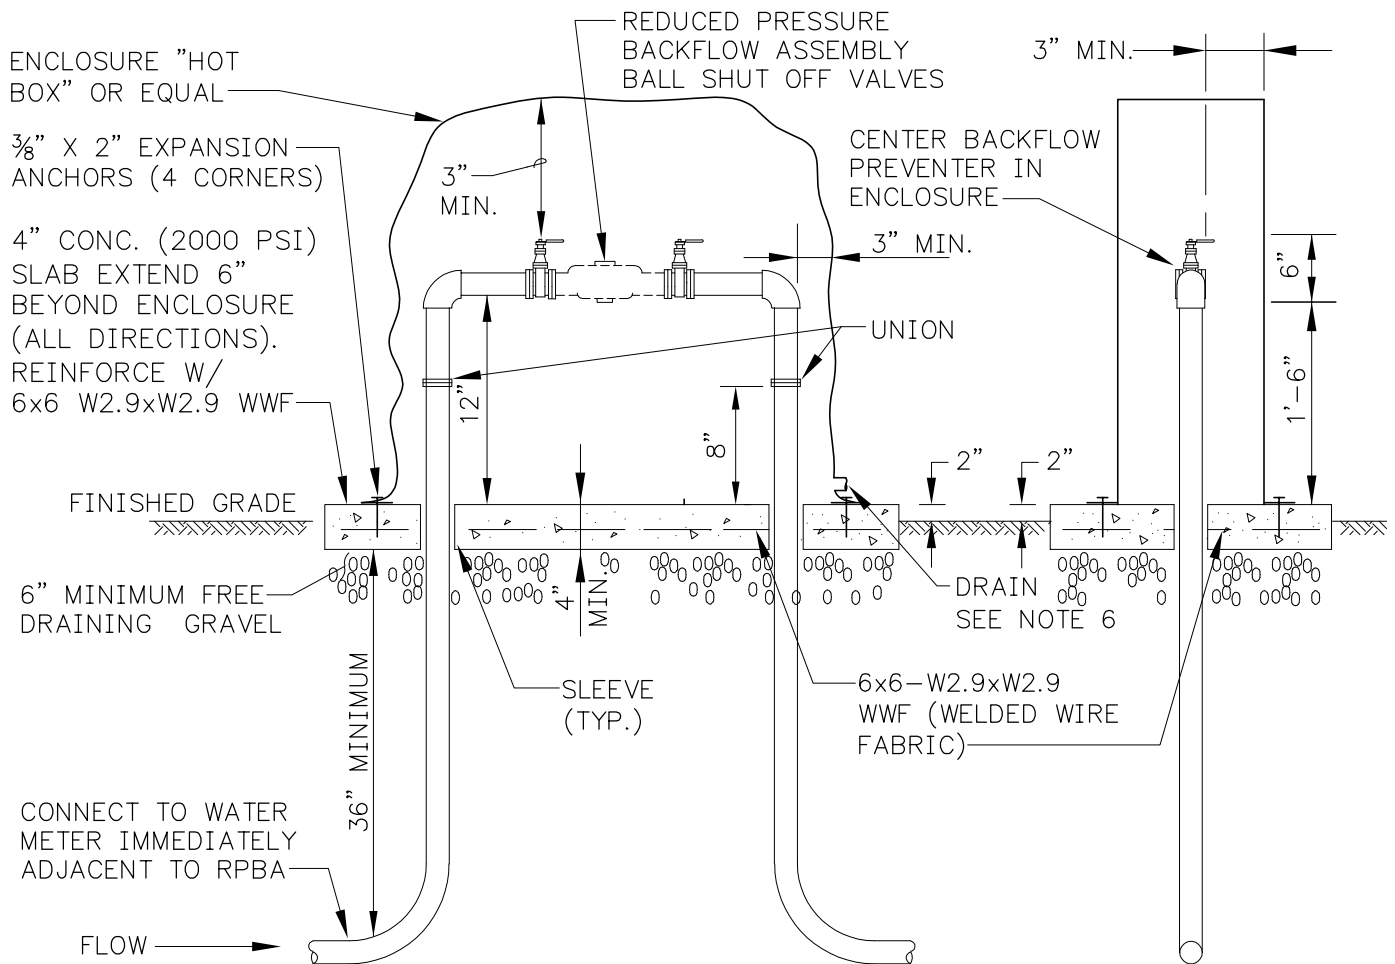 REDUCED PRESSURE
BACKFLOW ASSEMBLY
BALL SHUT OFF VALVES
ENCLOSURE "HOT
BOX" OR EQUAL
3" MIN.
⅜" X 2" EXPANSION
ANCHORS (4 CORNERS)
3"
MIN.
CENTER BACKFLOW
PREVENTER IN
ENCLOSURE
4" CONC. (2000 PSI)
SLAB EXTEND 6"
BEYOND ENCLOSURE
(ALL DIRECTIONS).
REINFORCE W/
6x6 W2.9xW2.9 WWF
3" MIN.
6"
UNION
12"
8"
1'-6"
2"
2"
FINISHED GRADE
6" MINIMUM FREE
DRAINING GRAVEL
4"
MIN.
DRAIN
SEE NOTE 6
SLEEVE
(TYP.)
6x6-W2.9xW2.9
WWF (WELDED WIRE
FABRIC)
36" MINIMUM
CONNECT TO WATER
METER IMMEDIATELY
ADJACENT TO RPBA
FLOW